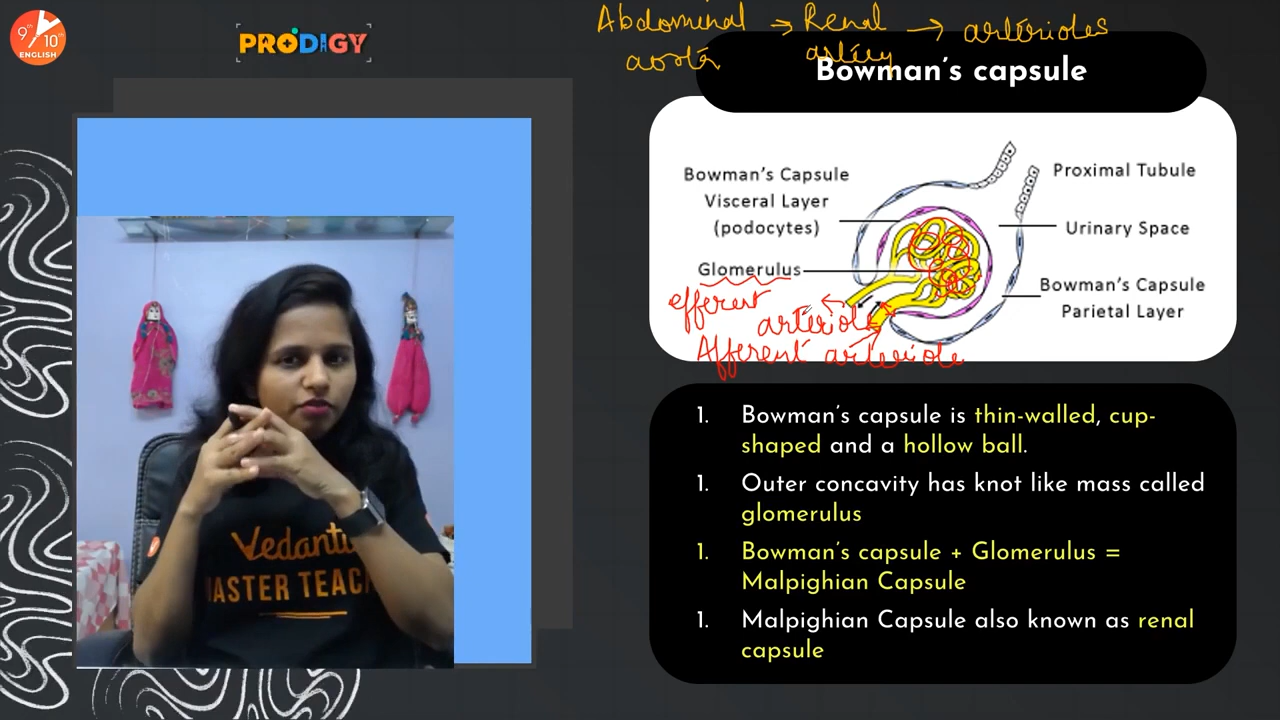 9th
10th
ENGLISH
PRODIGY
Abdominal → Renal → arterioles
aorta artery
Bowman's capsule
Bowman's Capsule
Visceral Layer
(podocytes)
Glomerulus
Proximal Tubule
Urinary Space
Bowman's Capsule
Parietal Layer
efferent
arteriole
Afferent arteriole
Vedantu
MASTER TEACH
1. Bowman's capsule is thin-walled, cup-
shaped and a hollow ball.
1. Outer concavity has knot like mass called
glomerulus
1. Bowman's capsule + Glomerulus =
Malpighian Capsule
1. Malpighian Capsule also known as renal
capsule